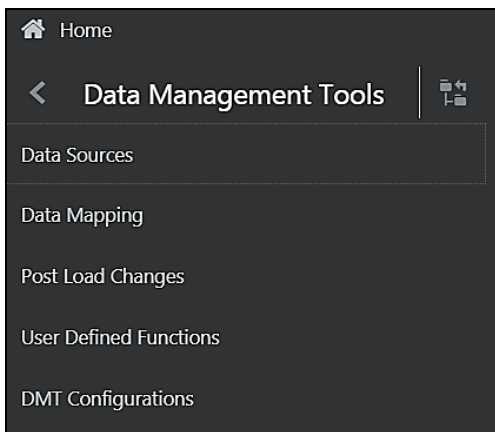 Home
Data Management Tools
Data Sources
Data Mapping
Post Load Changes
User Defined Functions
DMT Configurations